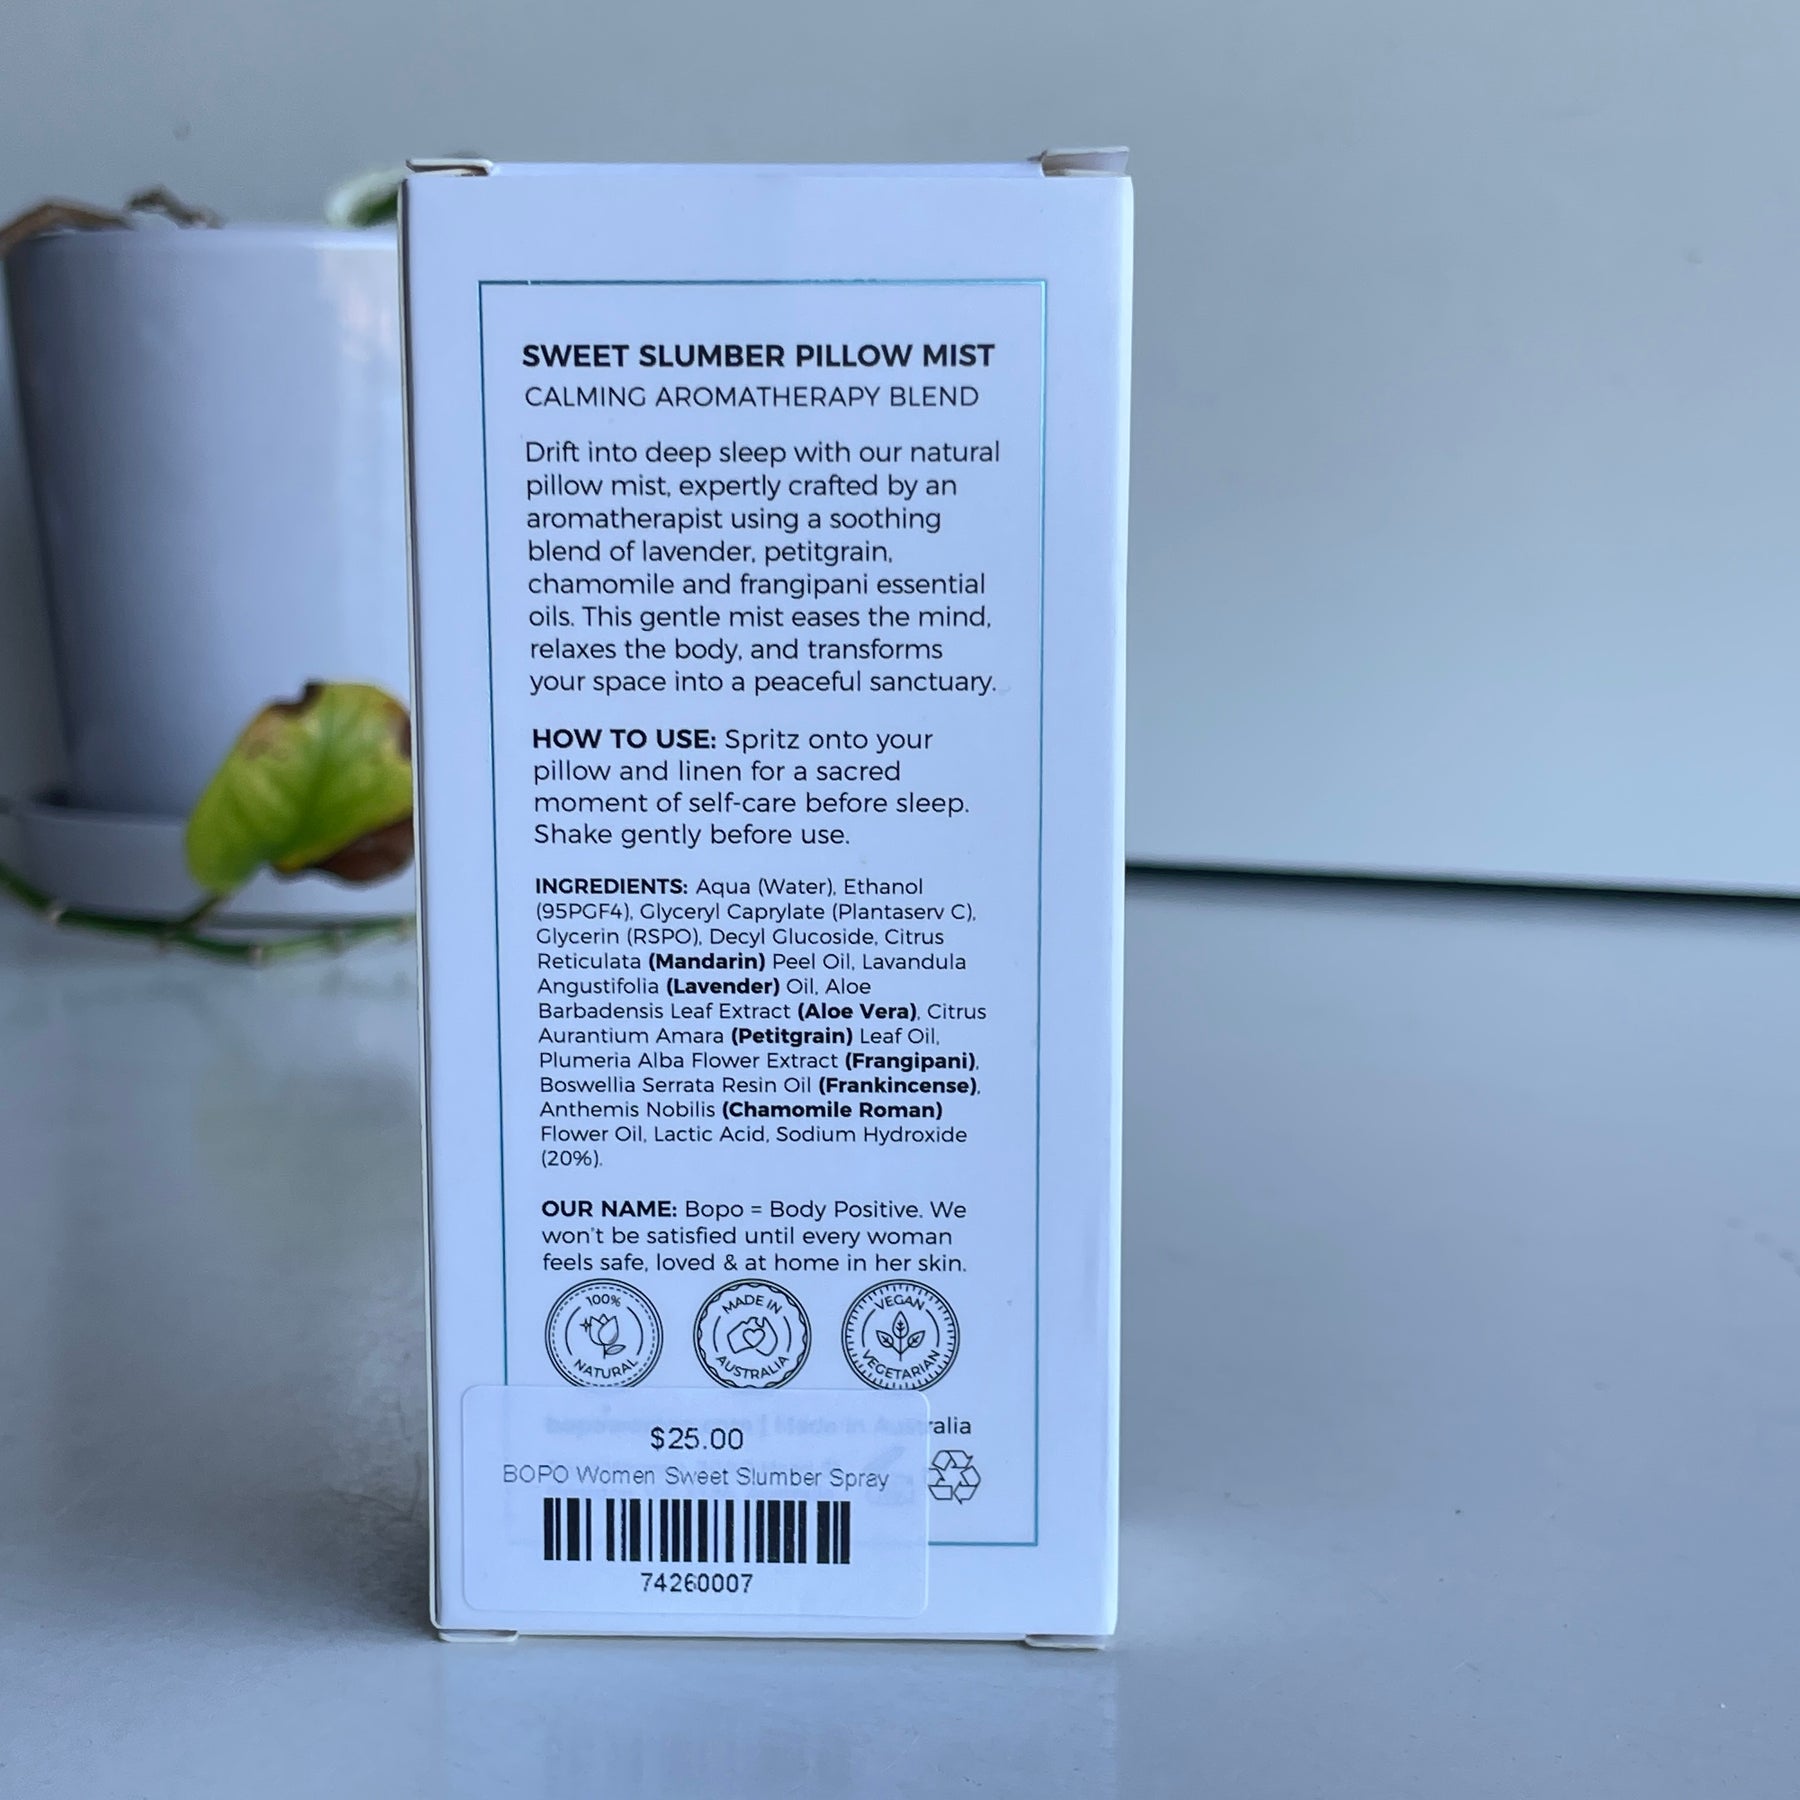 SWEET SLUMBER PILLOW MIST
CALMING AROMATHERAPY BLEND
Drift into deep sleep with our natural
pillow mist, expertly crafted by an
aromatherapist using a soothing
blend of lavender, petitgrain,
chamomile and frangipani essential
oils. This gentle mist eases the mind,
relaxes the body, and transforms
your space into a peaceful sanctuary.
HOW TO USE: Spritz onto your
pillow and linen for a sacred
moment of self-care before sleep.
Shake gently before use.
INGREDIENTS: Aqua (Water), Ethanol
(95PGF4), Glyceryl Caprylate (Plantaserv C),
Glycerin (RSPO), Decyl Glucoside, Citrus
Reticulata (Mandarin) Peel Oil, Lavandula
Angustifolia (Lavender) Oil, Aloe
Barbadensis Leaf Extract (Aloe Vera), Citrus
Aurantium Amara (Petitgrain) Leaf Oil,
Plumeria Alba Flower Extract (Frangipani),
Boswellia Serrata Resin Oil (Frankincense),
Anthemis Nobilis (Chamomile Roman)
Flower Oil, Lactic Acid, Sodium Hydroxide
(20%).
OUR NAME: Bopo = Body Positive. We
won't be satisfied until every woman
feels safe, loved & at home in her skin.
100% NATURAL
MADE IN AUSTRALIA
VEGAN VEGETARIAN
Made in Australia
$25.00
BOPO Women Sweet Slumber Spray
74260007